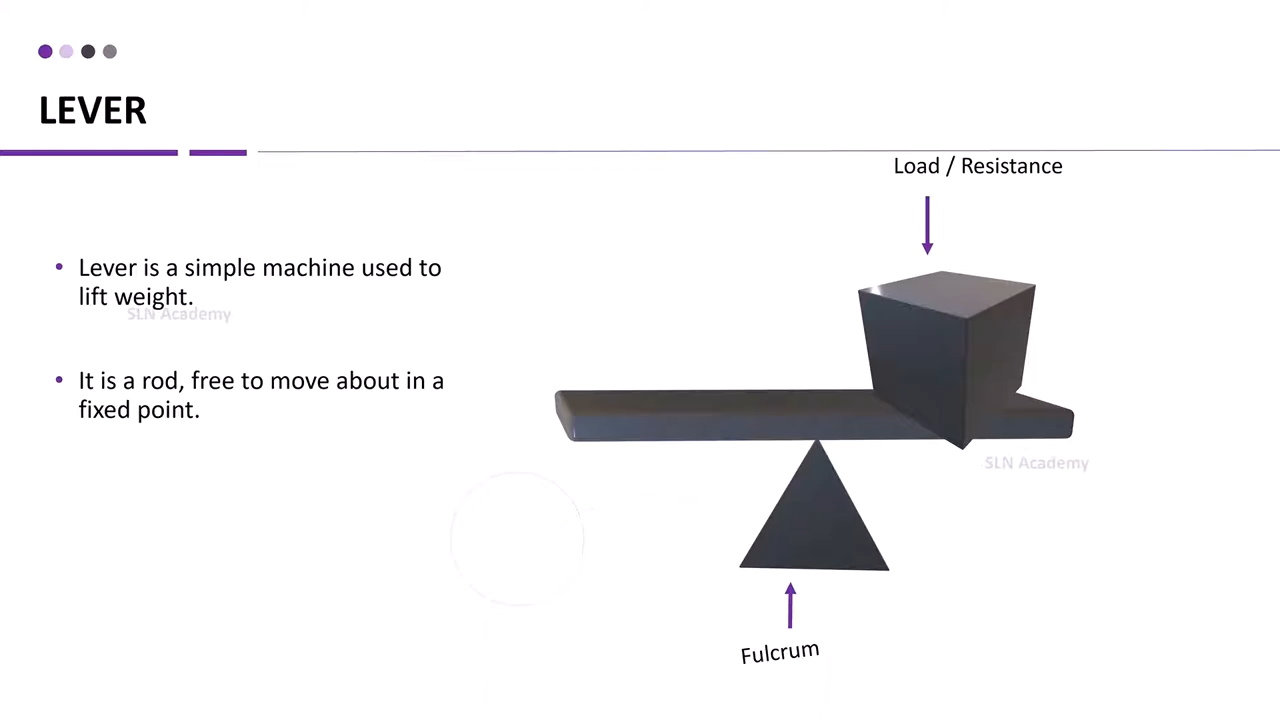 LEVER
Load / Resistance
• Lever is a simple machine used to
lift weight.
SLN Academy
• It is a rod, free to move about in a
fixed point.
SLN Academy
Fulcrum